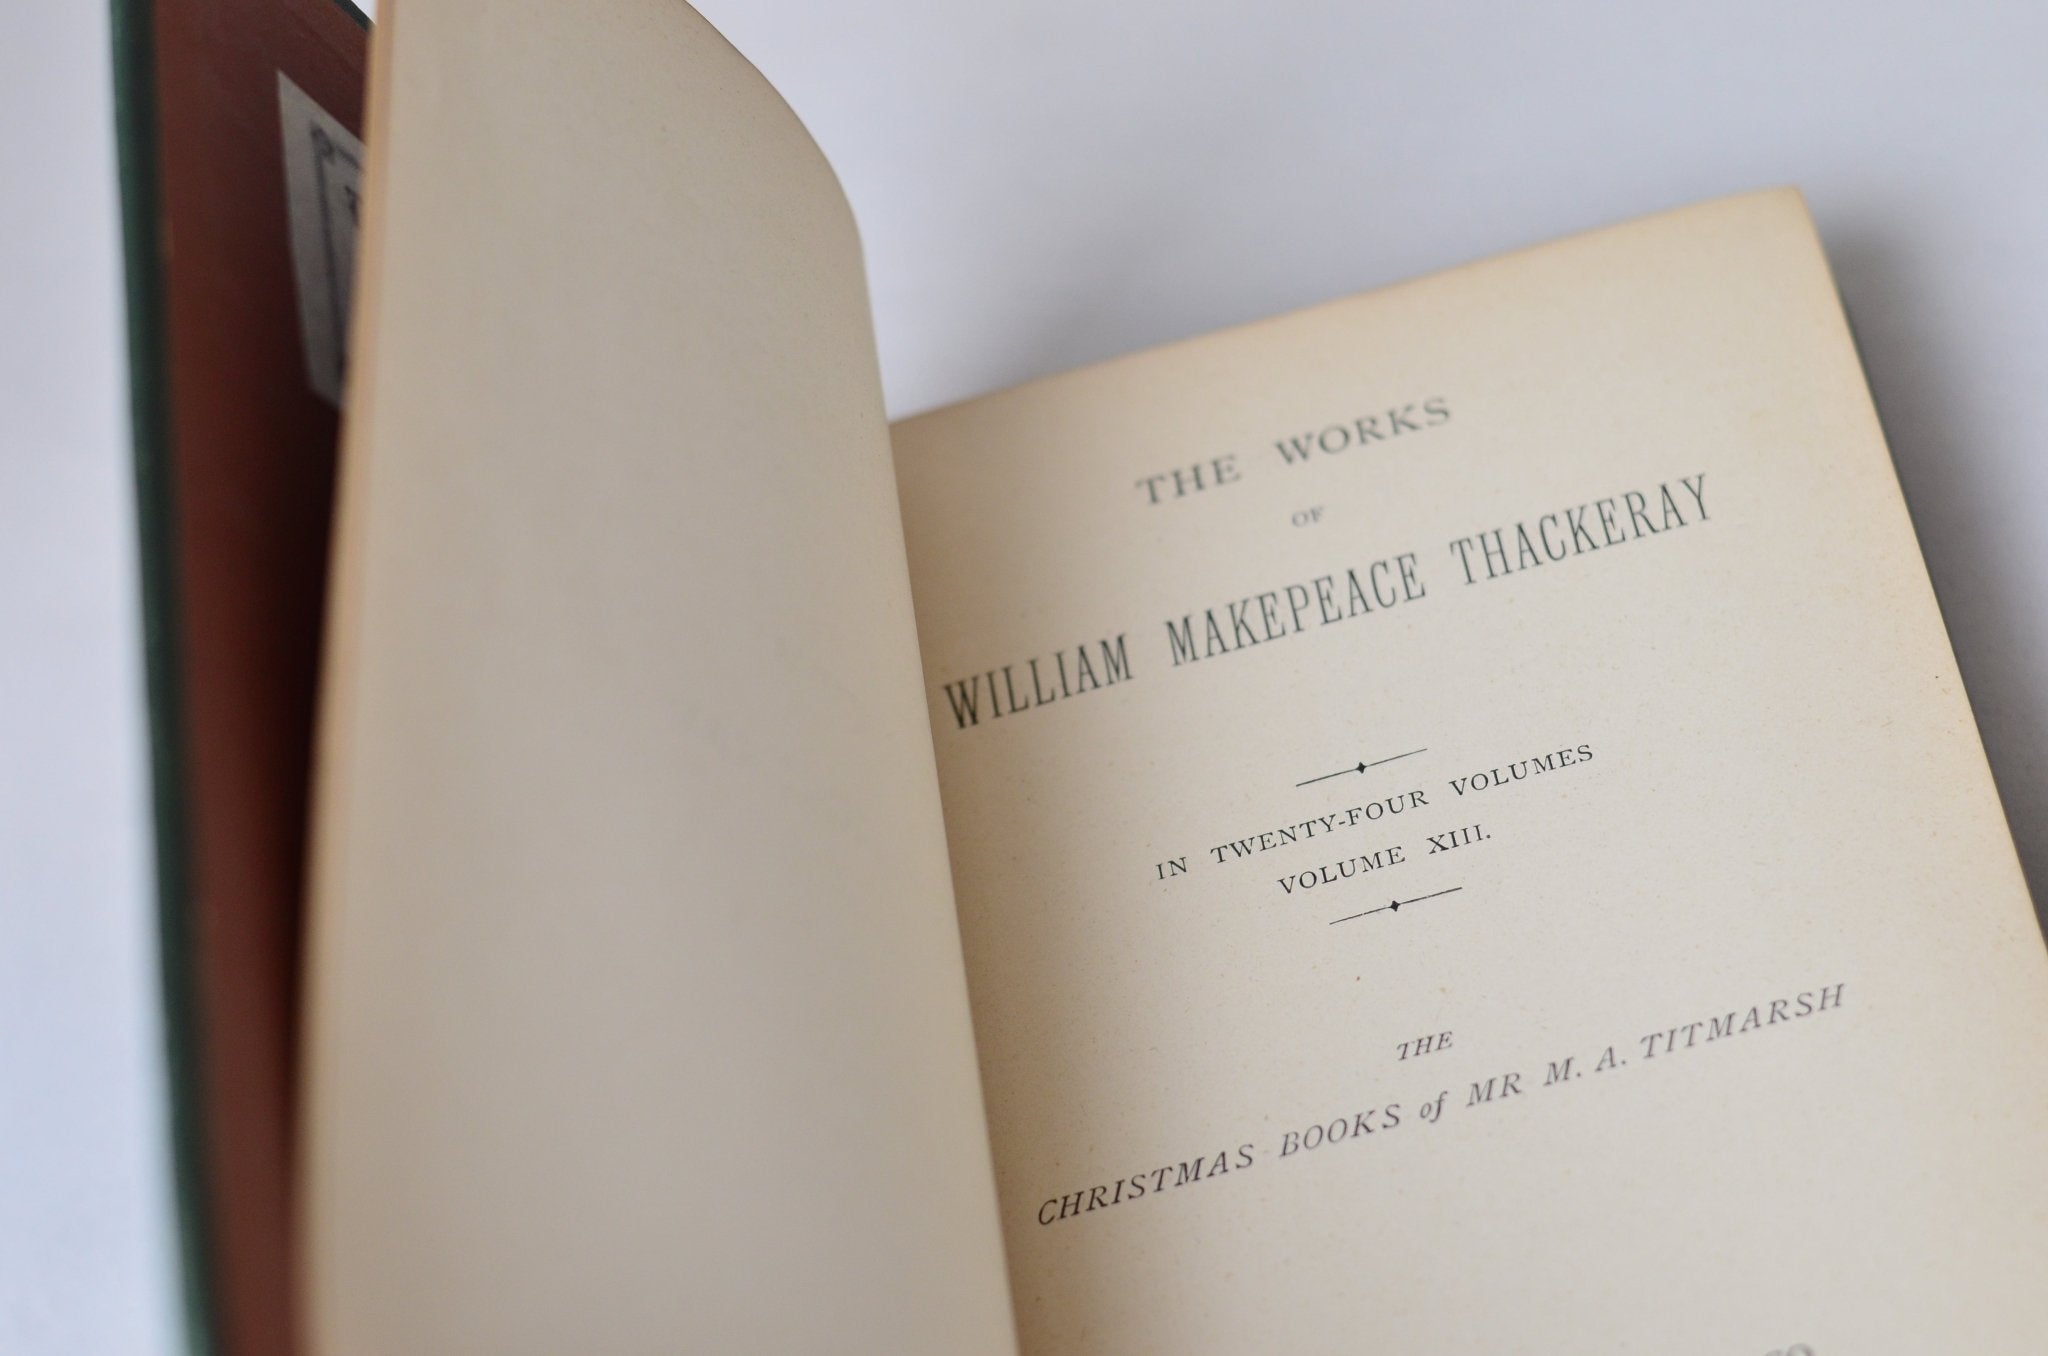 THE WORKS
OF
WILLIAM MAKEPEACE THACKERAY
IN TWENTY-FOUR VOLUMES
VOLUME XIII.
THE
CHRISTMAS BOOKS of MR M. A. TITMARSH